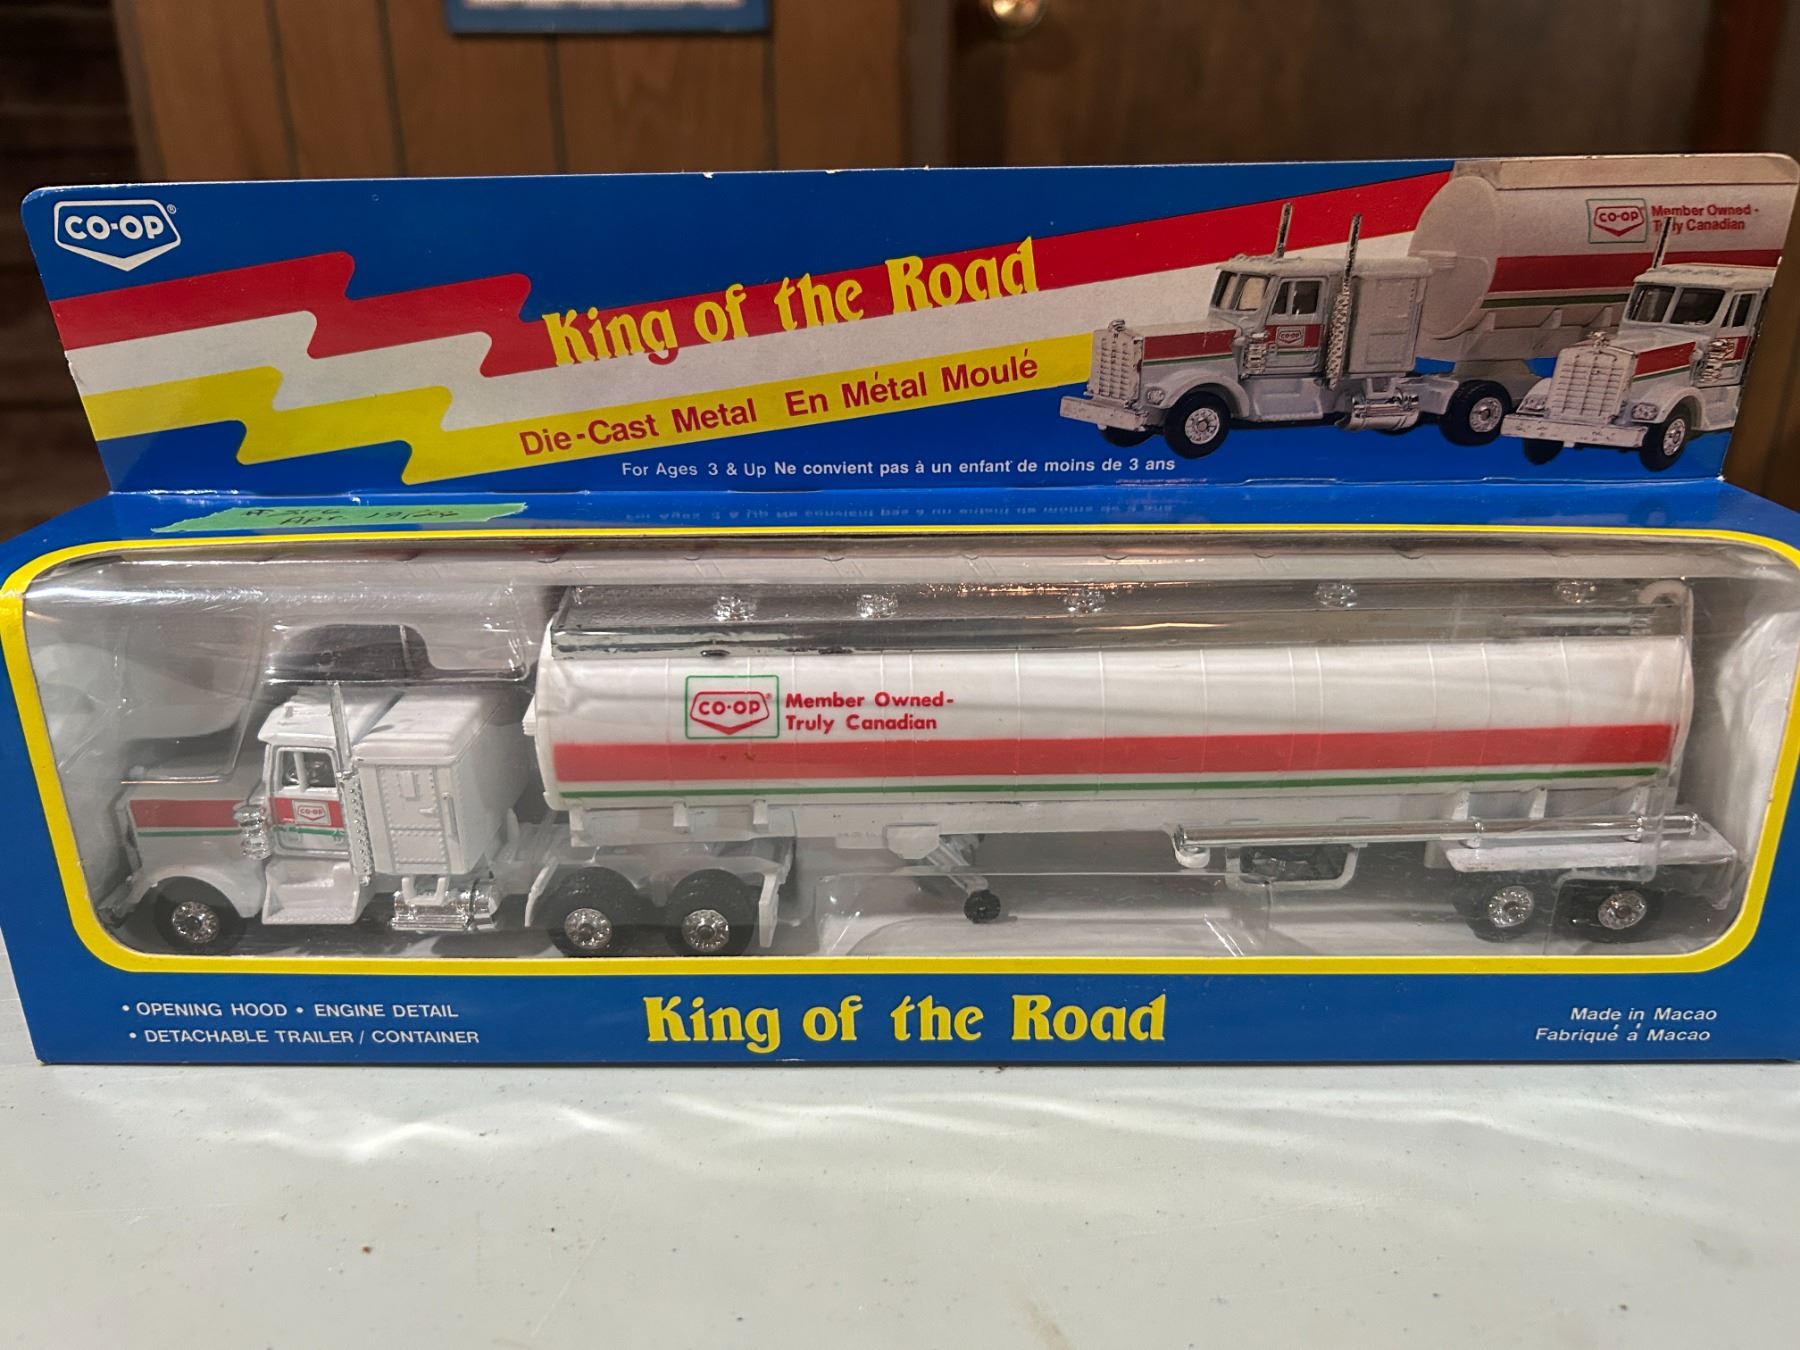 CO-OP®
King of the Road
Die-Cast Metal En Métal Moulé
For Ages 3 & Up Ne convient pas à un enfant de moins de 3 ans
CO-OP
Member Owned-
Truly Canadian
CO-OP
CO-OP®
Member Owned-
Truly Canadian
CO-OP
• OPENING HOOD • ENGINE DETAIL
• DETACHABLE TRAILER / CONTAINER
King of the Road
Made in Macao
Fabriqué á Macao